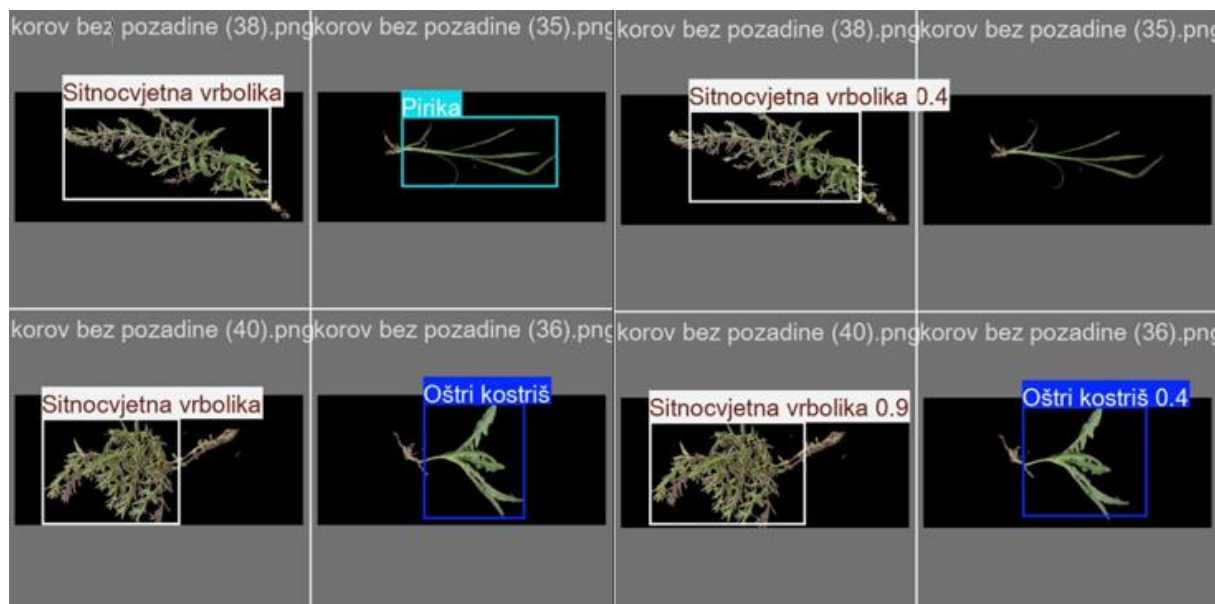 korov bez pozadine (38).png
korov bez pozadine (35).png
korov bez pozadine (38).png
korov bez pozadine (35).png
Sitnocvjetna vrbolika
Pirika
Sitnocvjetna vrbolika 0.4
korov bez pozadine (40).png
korov bez pozadine (36).png
korov bez pozadine (40).png
korov bez pozadine (36).png
Sitnocvjetna vrbolika
Oštri kostriš
Sitnocvjetna vrbolika 0.9
Oštri kostriš 0.4